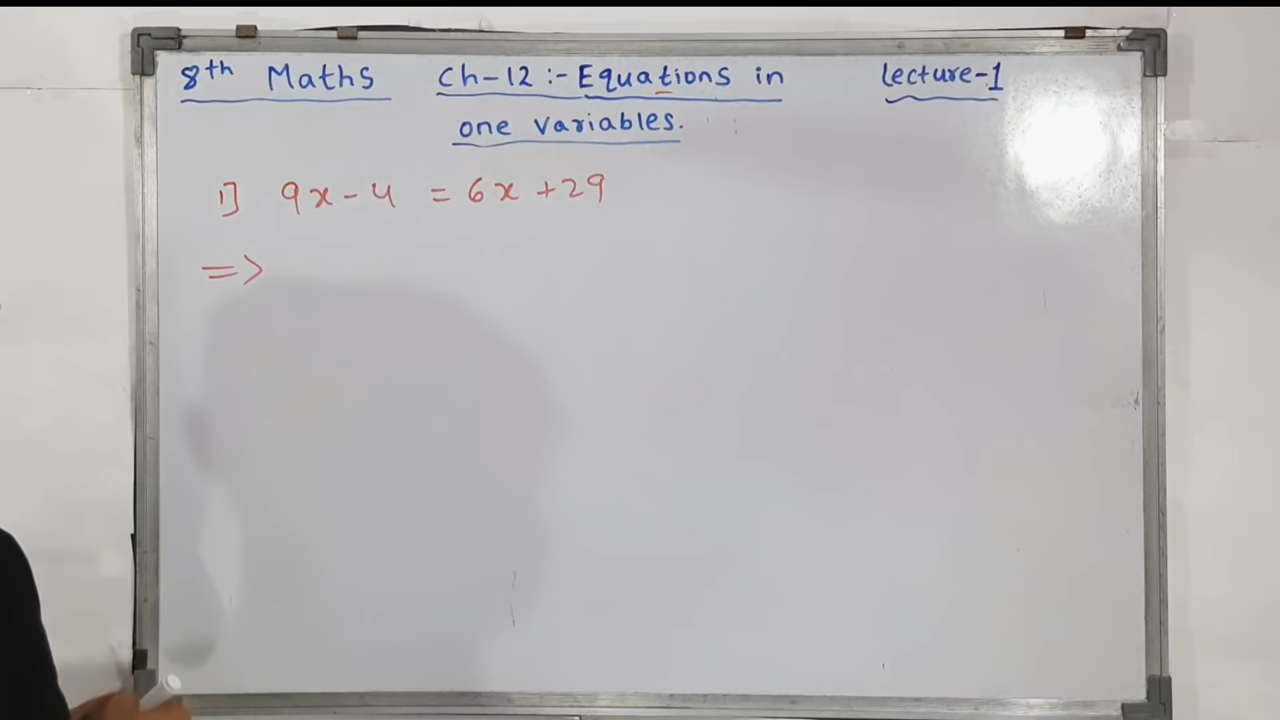 8th Maths Ch-12 :- Equations in Lecture-1
one variables.
1] 9x - 4 = 6x + 29
=>